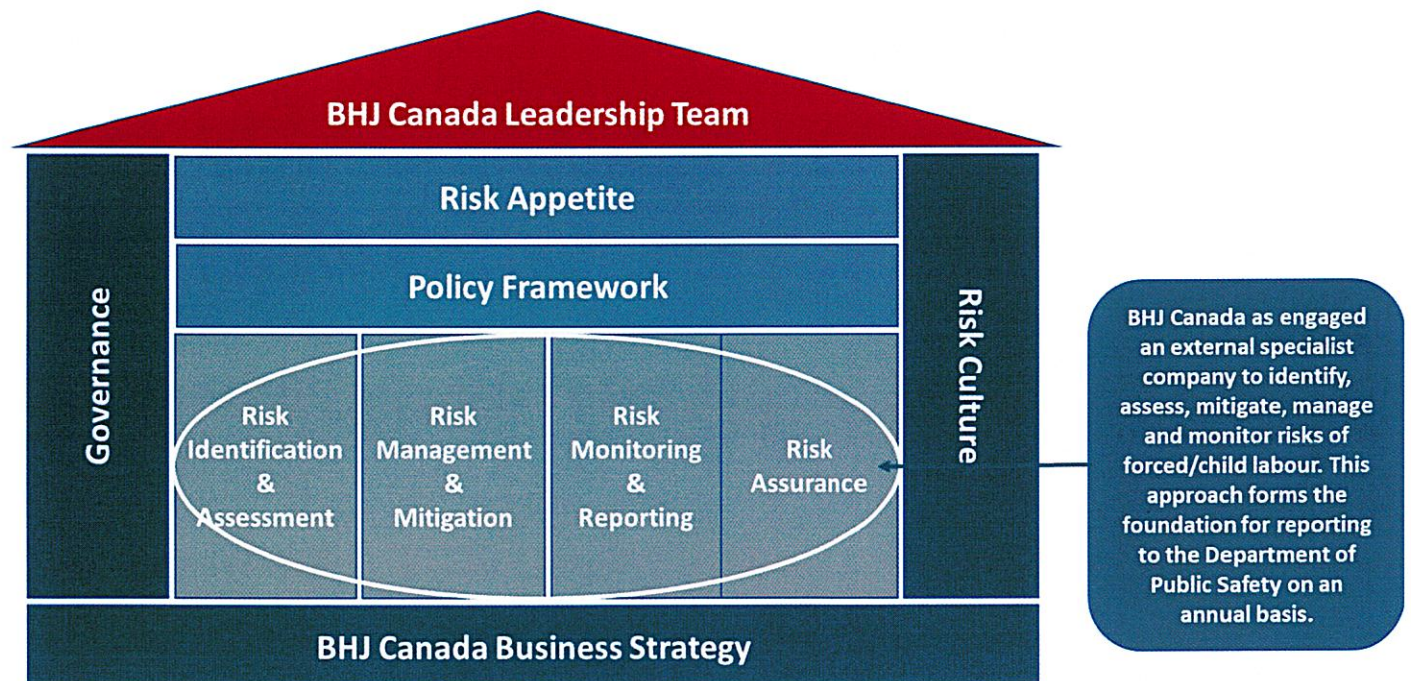 BHJ Canada Leadership Team
Risk Appetite
Policy Framework
Governance
Risk
Identification
&
Assessment
Risk
Management
&
Mitigation
Risk
Monitoring
&
Reporting
Risk
Assurance
Risk Culture
BHJ Canada as engaged
an external specialist
company to identify,
assess, mitigate, manage
and monitor risks of
forced/child labour. This
approach forms the
foundation for reporting
to the Department of
Public Safety on an
annual basis.
BHJ Canada Business Strategy